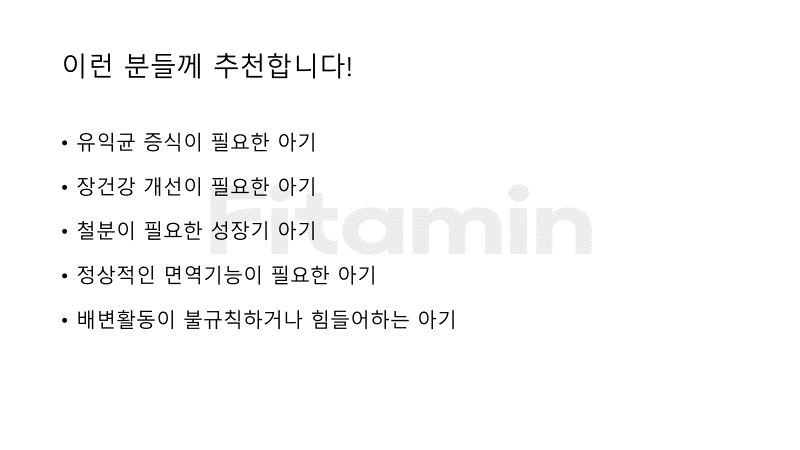 이런 분들께 추천합니다!
• 유익균 증식이 필요한 아기
• 장건강 개선이 필요한 아기
Fitamin
• 철분이 필요한 성장기 아기
• 정상적인 면역기능이 필요한 아기
• 배변활동이 불규칙하거나 힘들어하는 아기